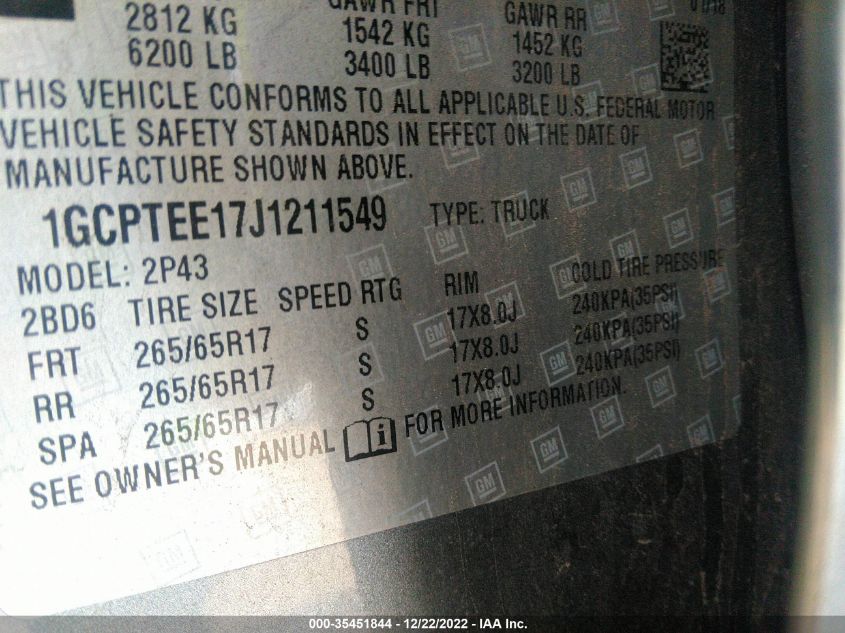 GAWR FRT GAWR RR
2812 KG 1542 KG 1452 KG
6200 LB 3400 LB 3200 LB
THIS VEHICLE CONFORMS TO ALL APPLICABLE U.S. FEDERAL MOTOR
VEHICLE SAFETY STANDARDS IN EFFECT ON THE DATE OF
MANUFACTURE SHOWN ABOVE.
1GCPTEE17J1211549 TYPE: TRUCK
MODEL: 2P43
2BD6 TIRE SIZE SPEED RTG RIM COLD TIRE PRESSURE
FRT 265/65R17 S 17X8.0J 240KPA(35PSI)
RR 265/65R17 S 17X8.0J 240KPA(35PSI)
SPA 265/65R17 S 17X8.0J 240KPA(35PSI)
SEE OWNER'S MANUAL i FOR MORE INFORMATION.
GM
000-35451844 / 12/22/2022 - IAA Inc.